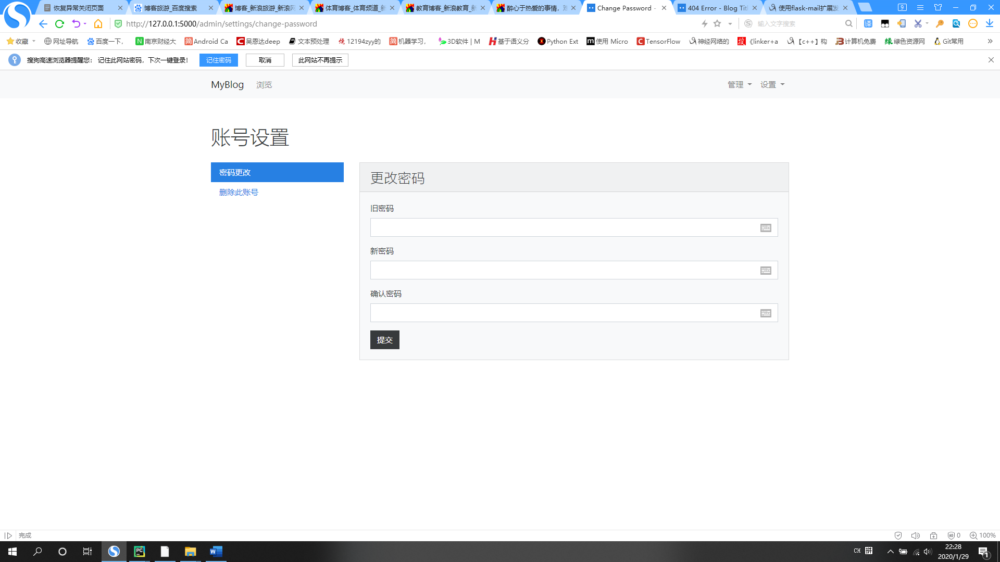 恢复异常关闭页面
博客旅游_百度搜索
博客_新浪旅游_新浪网
体育博客_体育频道_新
教育博客_新浪教育_新
醉心于热爱的事情，
Change Password -
404 Error - Blog Titl
使用flask-mail扩展发
9
http://127.0.0.1:5000/admin/settings/change-password
输入文字搜索
译
收藏
网址导航
百度一下，
南京财经大
Android Ca
吴恩达deep
文本预处理
12194zyy的
机器学习，
3D软件 | M
基于语义分
Python Ext
使用 Micro
TensorFlow
神经网络的
《linker+a
【c++】构
计算机免费
绿色资源网
Git常用
搜狗高速浏览器提醒您： 记住此网站密码，下次一键登录！
记住密码
取消
此网站不再提示
MyBlog
浏览
管理
设置
账号设置
密码更改
删除此账号
更改密码
旧密码
新密码
确认密码
提交
完成
0
100%
CH 拼
22:28
2020/1/29
1